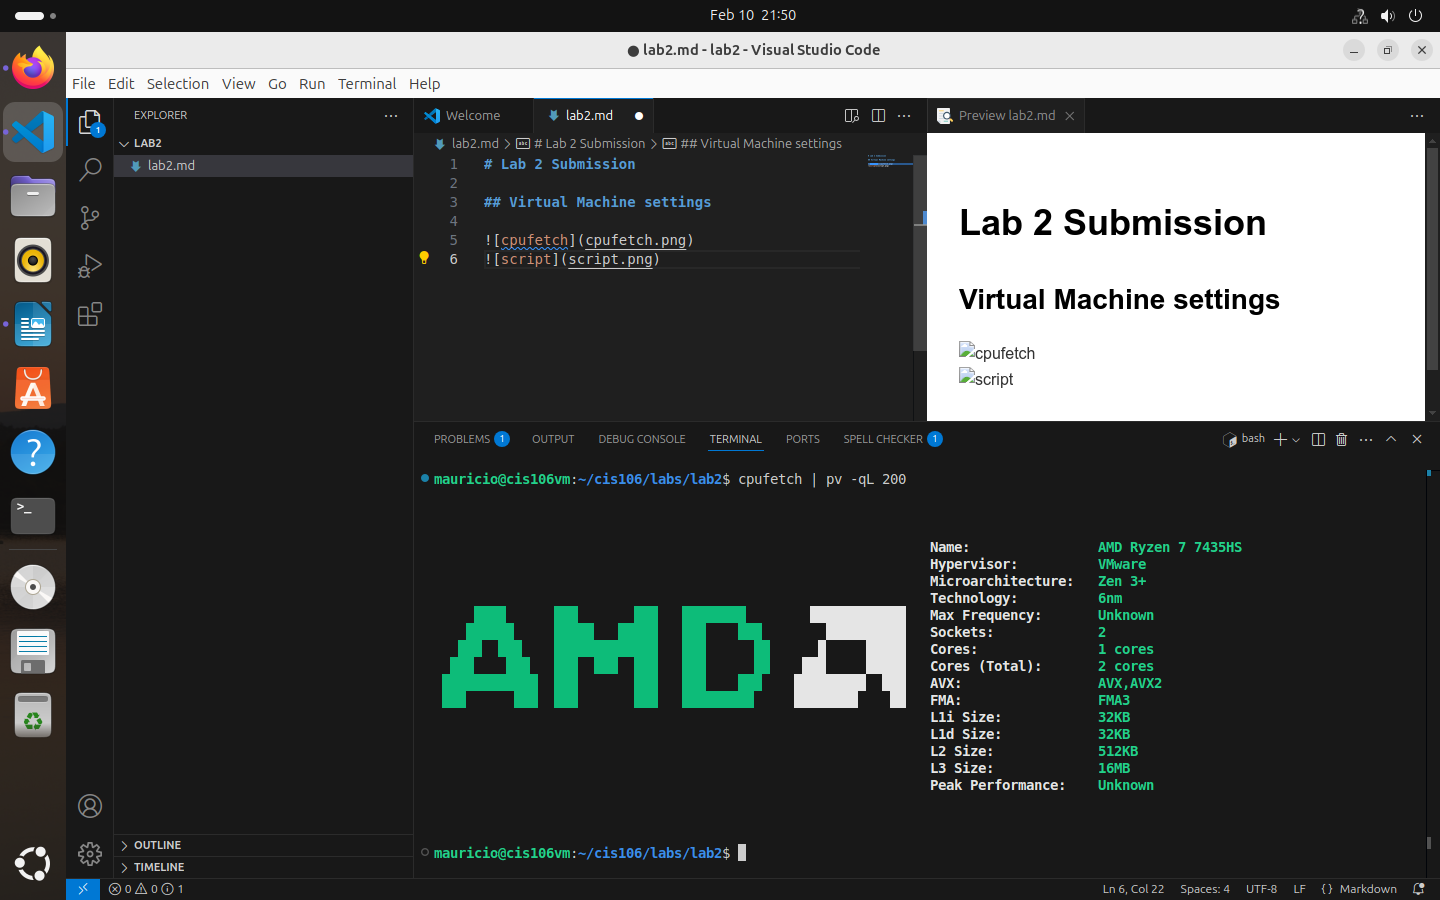 Feb 10 21:50
lab2.md - lab2 - Visual Studio Code
File Edit Selection View Go Run Terminal Help
1
EXPLORER
LAB2
lab2.md
OUTLINE
TIMELINE
Welcome
lab2.md
lab2.md > # Lab 2 Submission > ## Virtual Machine settings
1 # Lab 2 Submission
2
3 ## Virtual Machine settings
4
5 ![cpufetch](cpufetch.png)
6 ![script](script.png)
Preview lab2.md
Lab 2 Submission
Virtual Machine settings
cpufetch
script
PROBLEMS 1 OUTPUT DEBUG CONSOLE TERMINAL PORTS SPELL CHECKER 1
bash
mauricio@cis106vm:~/cis106/labs/lab2$ cpufetch | pv -qL 200
AMD
Name: AMD Ryzen 7 7435HS
Hypervisor: VMware
Microarchitecture: Zen 3+
Technology: 6nm
Max Frequency: Unknown
Sockets: 2
Cores: 1 cores
Cores (Total): 2 cores
AVX: AVX,AVX2
FMA: FMA3
L1i Size: 32KB
L1d Size: 32KB
L2 Size: 512KB
L3 Size: 16MB
Peak Performance: Unknown
mauricio@cis106vm:~/cis106/labs/lab2$
0 0 1
Ln 6, Col 22 Spaces: 4 UTF-8 LF {} Markdown